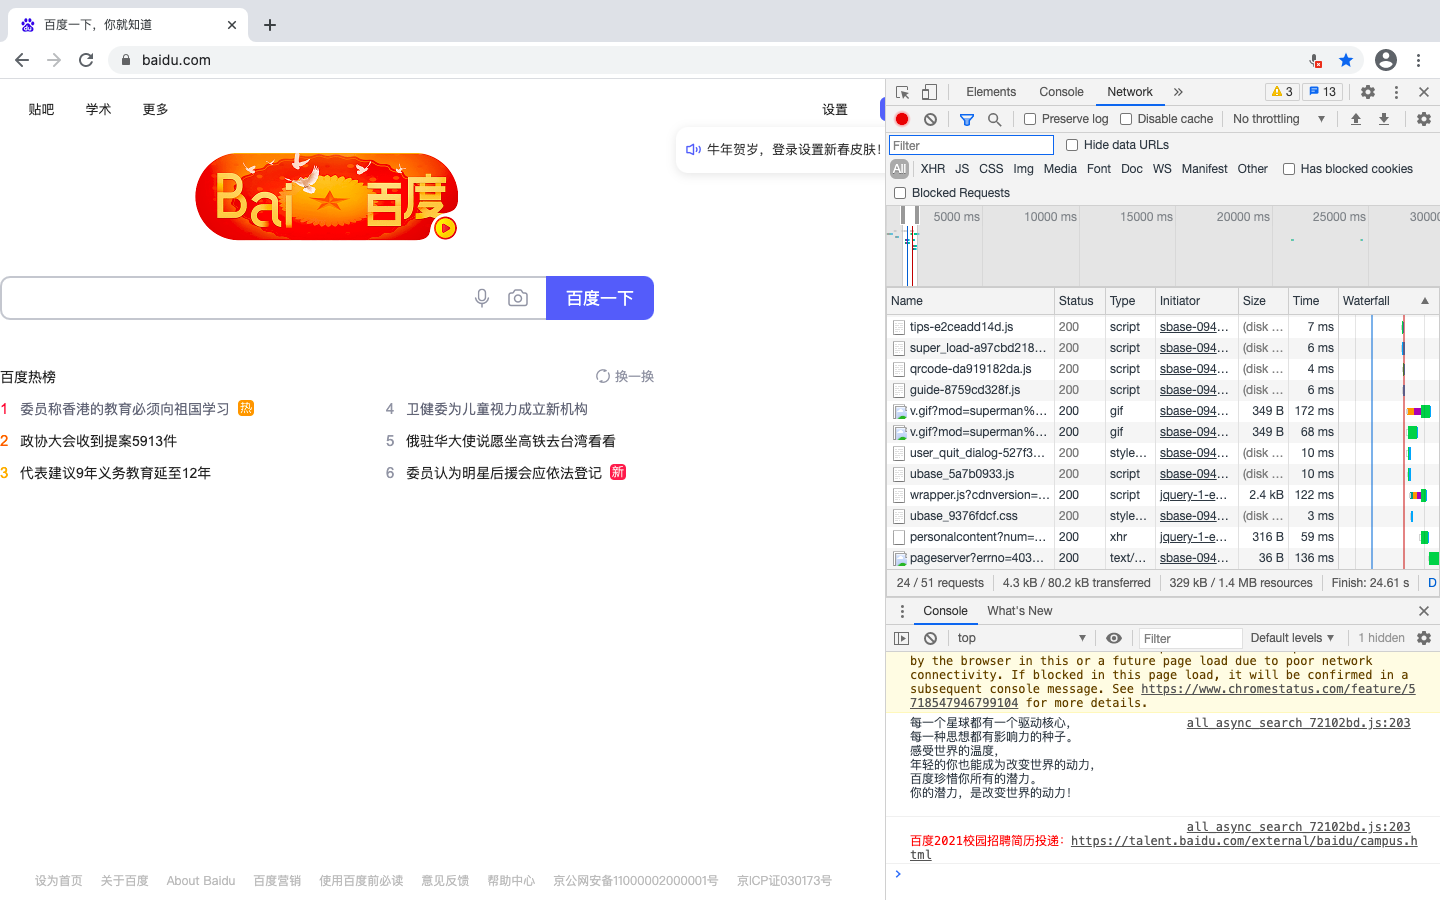 百度一下，你就知道
baidu.com
贴吧 学术 更多 设置
牛年贺岁，登录设置新春皮肤！
Bai 百度
百度一下
百度热榜 换一换
1 委员称香港的教育必须向祖国学习 热
4 卫健委为儿童视力成立新机构
2 政协大会收到提案5913件
5 俄驻华大使说愿坐高铁去台湾看看
3 代表建议9年义务教育延至12年
6 委员认为明星后援会应依法登记 新
设为首页 关于百度 About Baidu 百度营销 使用百度前必读 意见反馈 帮助中心 京公网安备11000002000001号 京ICP证030173号
Elements Console Network 3 13
Preserve log Disable cache No throttling
Filter Hide data URLs
All XHR JS CSS Img Media Font Doc WS Manifest Other Has blocked cookies
Blocked Requests
5000 ms 10000 ms 15000 ms 20000 ms 25000 ms 30000
Name Status Type Initiator Size Time Waterfall
tips-e2ceadd14d.js 200 script sbase-094... (disk ... 7 ms
super_load-a97cbd218... 200 script sbase-094... (disk ... 6 ms
qrcode-da919182da.js 200 script sbase-094... (disk ... 4 ms
guide-8759cd328f.js 200 script sbase-094... (disk ... 6 ms
v.gif?mod=superman%... 200 gif sbase-094... 349 B 172 ms
v.gif?mod=superman%... 200 gif sbase-094... 349 B 68 ms
user_quit_dialog-527f3... 200 style... sbase-094... (disk ... 10 ms
ubase_5a7b0933.js 200 script sbase-094... (disk ... 10 ms
wrapper.js?cdnversion=... 200 script jquery-1-e... 2.4 kB 122 ms
ubase_9376fdcf.css 200 style... sbase-094... (disk ... 3 ms
personalcontent?num=... 200 xhr jquery-1-e... 316 B 59 ms
pageserver?errno=403... 200 text/... sbase-094... 36 B 136 ms
24 / 51 requests 4.3 kB / 80.2 kB transferred 329 kB / 1.4 MB resources Finish: 24.61 s D
Console What's New
top Filter Default levels 1 hidden
by the browser in this or a future page load due to poor network
connectivity. If blocked in this page load, it will be confirmed in a
subsequent console message. See https://www.chromestatus.com/feature/5
718547946799104 for more details.
每一个星球都有一个驱动核心， all_async_search_72102bd.js:203
每一种思想都有影响力的种子。
感受世界的温度，
年轻的你也能成为改变世界的动力，
百度珍惜你所有的潜力。
你的潜力，是改变世界的动力！
all_async_search_72102bd.js:203
百度2021校园招聘简历投递：https://talent.baidu.com/external/baidu/campus.h
tml